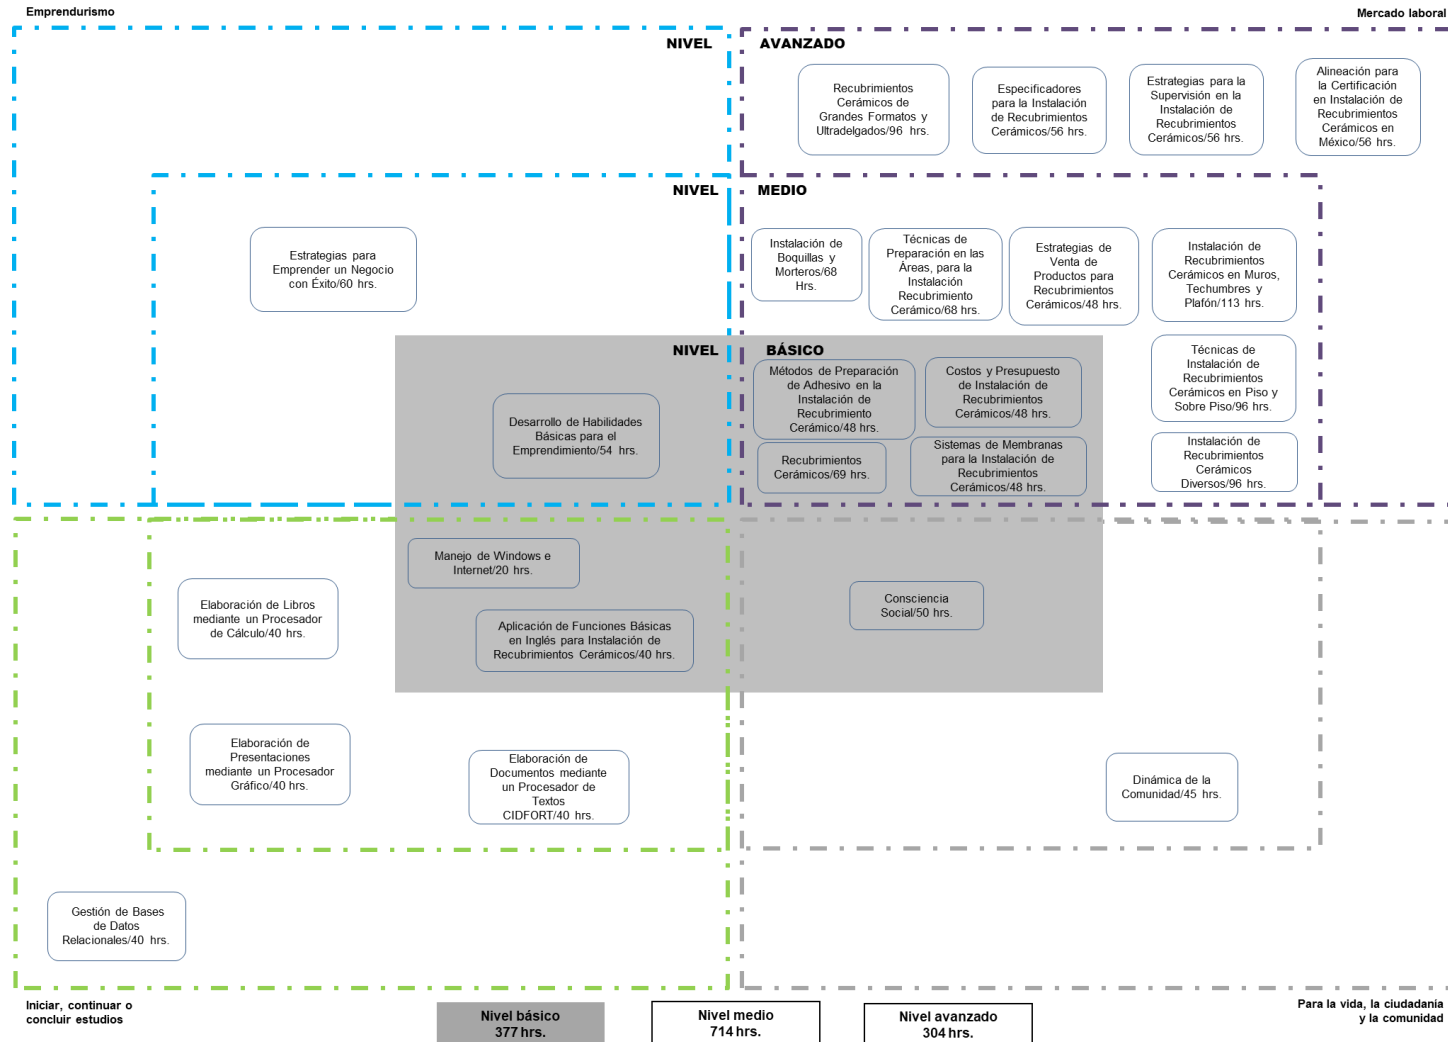 Emprendurismo
Mercado laboral
NIVEL
AVANZADO
Recubrimientos
Cerámicos de
Grandes Formatos y
Ultradelgados/96 hrs.
Especificadores
para la Instalación
de Recubrimientos
Cerámicos/56 hrs.
Estrategias para la
Supervisión en la
Instalación de
Recubrimientos
Cerámicos/56 hrs.
Alineación para
la Certificación
en Instalación de
Recubrimientos
Cerámicos en
México/56 hrs.
NIVEL
MEDIO
Estrategias para
Emprender un Negocio
con Éxito/60 hrs.
Instalación de
Boquillas y
Morteros/68
Hrs.
Técnicas de
Preparación en las
Áreas, para la
Instalación
Recubrimiento
Cerámico/68 hrs.
Estrategias de
Venta de
Productos para
Recubrimientos
Cerámicos/48 hrs.
Instalación de
Recubrimientos
Cerámicos en Muros,
Techumbres y
Plafón/113 hrs.
NIVEL
BÁSICO
Desarrollo de Habilidades
Básicas para el
Emprendimiento/54 hrs.
Métodos de Preparación
de Adhesivo en la
Instalación de
Recubrimiento
Cerámico/48 hrs.
Costos y Presupuesto
de Instalación de
Recubrimientos
Cerámicos/48 hrs.
Técnicas de
Instalación de
Recubrimientos
Cerámicos en Piso y
Sobre Piso/96 hrs.
Recubrimientos
Cerámicos/69 hrs.
Sistemas de Membranas
para la Instalación de
Recubrimientos
Cerámicos/48 hrs.
Instalación de
Recubrimientos
Cerámicos
Diversos/96 hrs.
Manejo de Windows e
Internet/20 hrs.
Elaboración de Libros
mediante un Procesador
de Cálculo/40 hrs.
Aplicación de Funciones Básicas
en Inglés para Instalación de
Recubrimientos Cerámicos/40 hrs.
Consciencia
Social/50 hrs.
Elaboración de
Presentaciones
mediante un Procesador
Gráfico/40 hrs.
Elaboración de
Documentos mediante
un Procesador de
Textos
CIDFORT/40 hrs.
Dinámica de la
Comunidad/45 hrs.
Gestión de Bases
de Datos
Relacionales/40 hrs.
Iniciar, continuar o
concluir estudios
Nivel básico
377 hrs.
Nivel medio
714 hrs.
Nivel avanzado
304 hrs.
Para la vida, la ciudadanía
y la comunidad